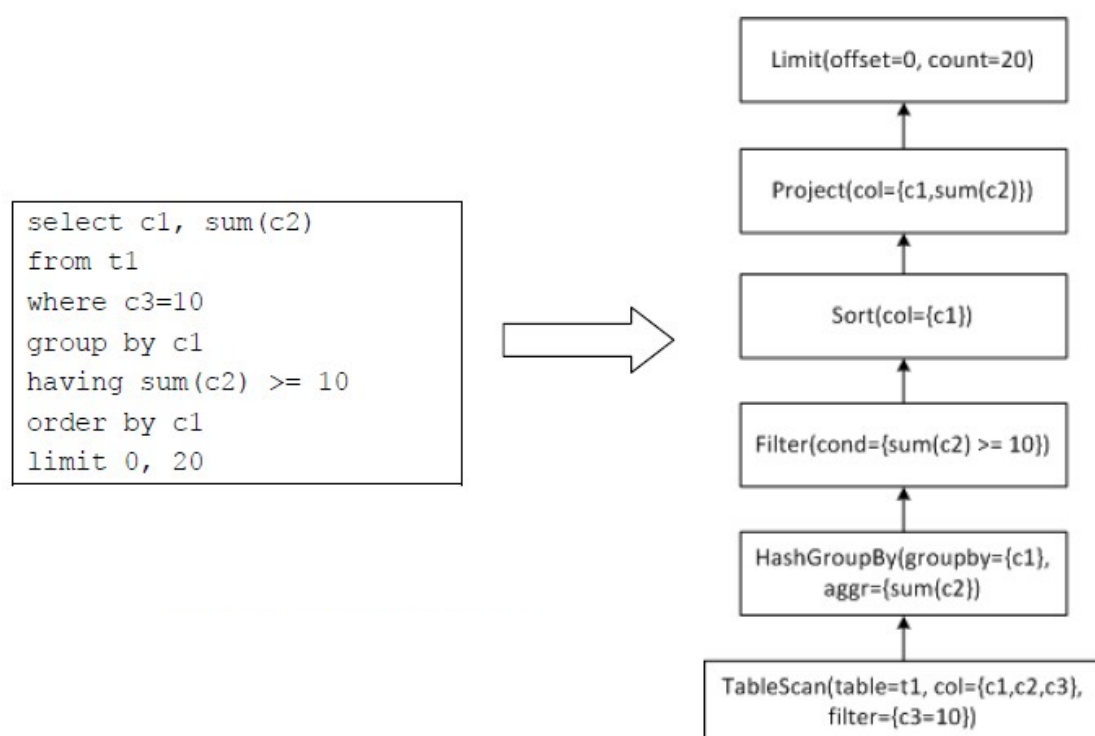 select c1, sum(c2)
from t1
where c3=10
group by c1
having sum(c2) >= 10
order by c1
limit 0, 20
Limit(offset=0, count=20)
Project(col={c1,sum(c2)})
Sort(col={c1})
Filter(cond={sum(c2) >= 10})
HashGroupBy(groupby={c1},
aggr={sum(c2})
TableScan(table=t1, col={c1,c2,c3},
filter={c3=10})